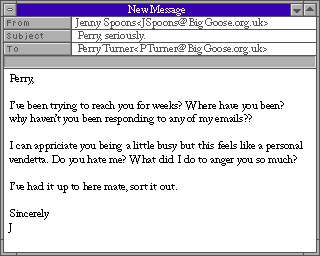 New Message
From Jenny Spoons<JSpoons@BigGoose.org.uk>
Subject Perry, seriously.
To Perry Turner<PTurner@BigGoose.org.uk>
Perry,
I've been trying to reach you for weeks? Where have you been?
why haven't you been responding to any of my emails??
I can appriciate you being a little busy but this feels like a personal
vendetta. Do you hate me? What did I do to anger you so much?
I've had it up to here mate, sort it out.
Sincerely
J